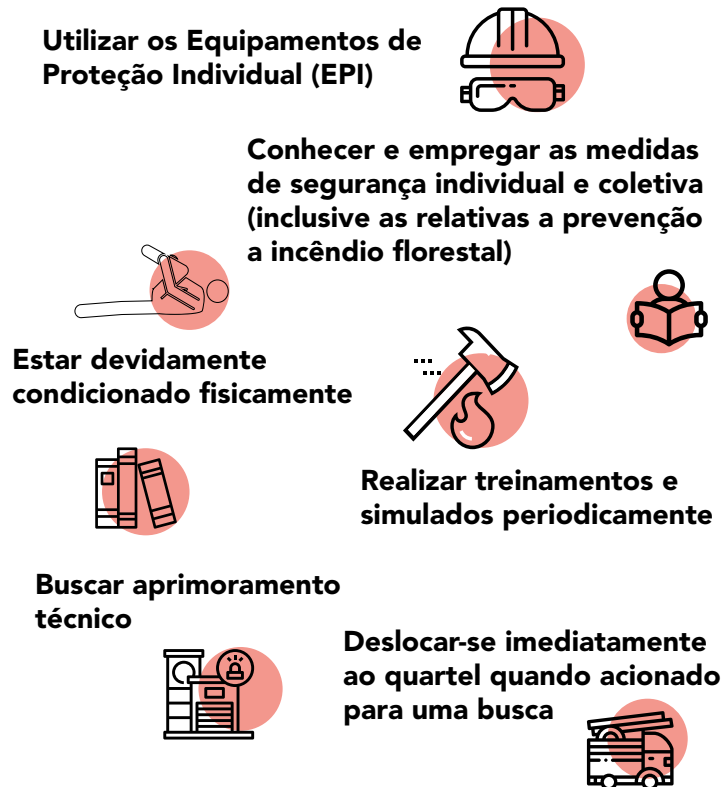 Utilizar os Equipamentos de
Proteção Individual (EPI)
Conhecer e empregar as medidas
de segurança individual e coletiva
(inclusive as relativas a prevenção
a incêndio florestal)
Estar devidamente
condicionado fisicamente
Realizar treinamentos e
simulados periodicamente
Buscar aprimoramento
técnico
Deslocar-se imediatamente
ao quartel quando acionado
para uma busca